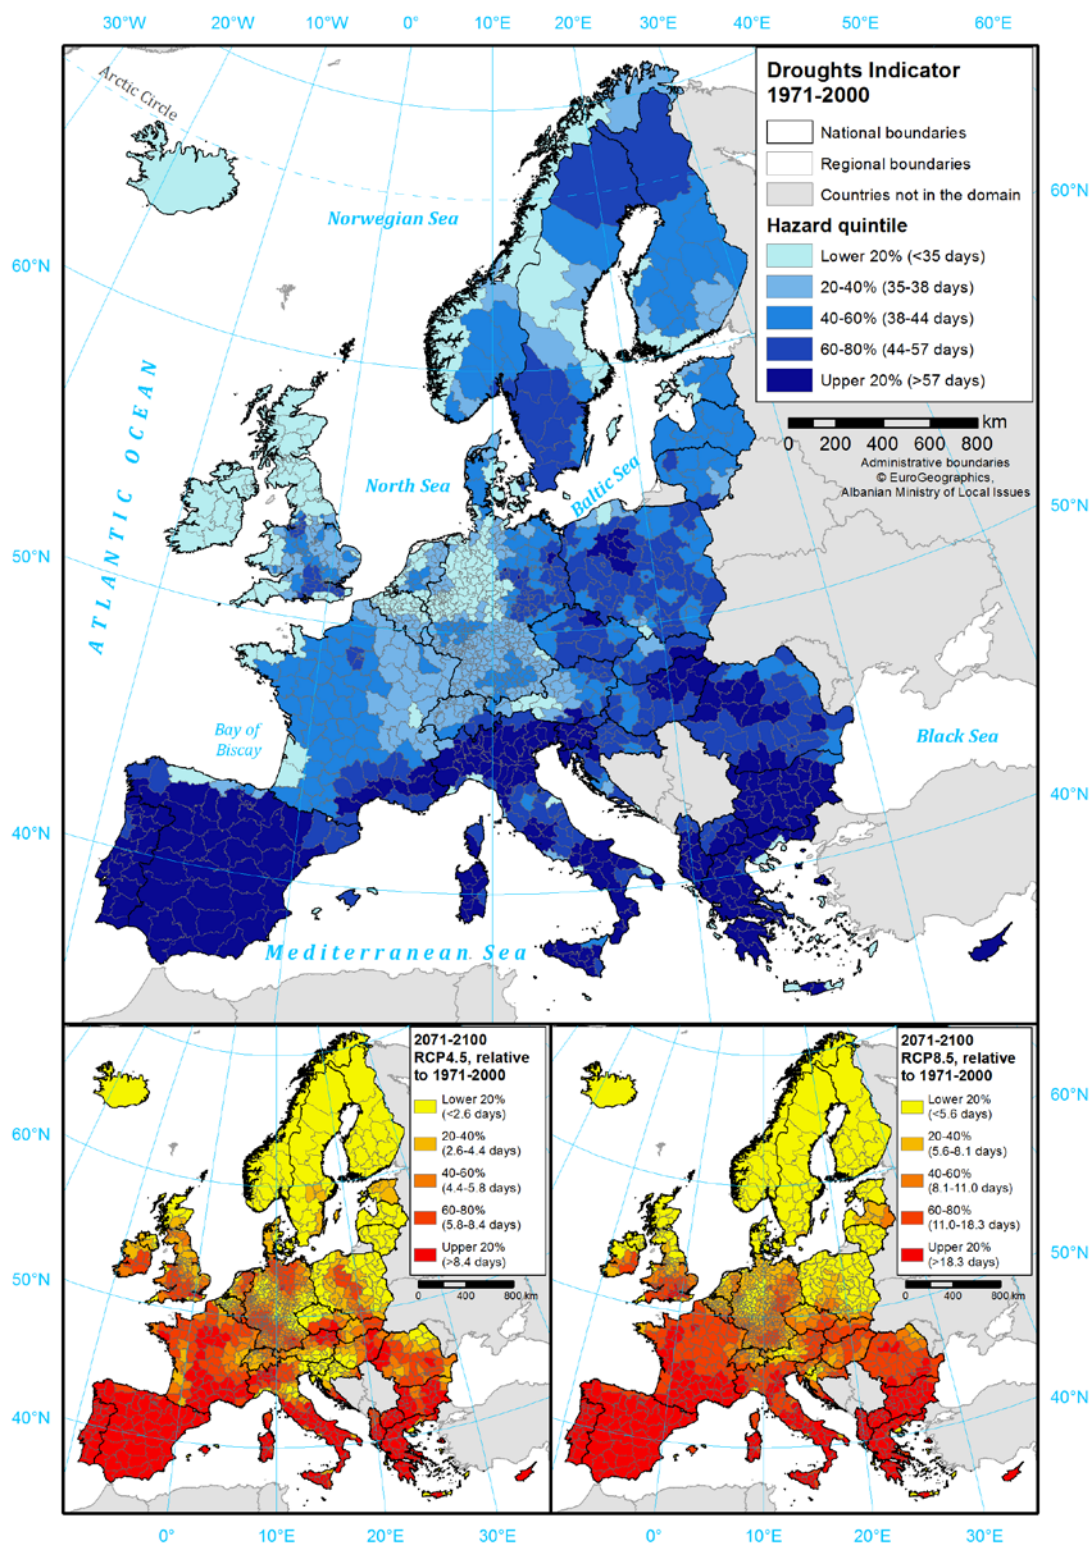 30°W 20°W 10°W 0° 10°E 20°E 30°E 40°E 50°E 60°E
Arctic Circle
Droughts Indicator
1971-2000
National boundaries
Regional boundaries
Countries not in the domain
Hazard quintile
Lower 20% (<35 days)
20-40% (35-38 days)
40-60% (38-44 days)
60-80% (44-57 days)
Upper 20% (>57 days)
km
0 200 400 600 800
Administrative boundaries
© EuroGeographics,
Albanian Ministry of Local Issues
Norwegian Sea
60°N
60°N
ATLANTIC OCEAN
North Sea
Baltic Sea
50°N
50°N
Bay of
Biscay
Black Sea
40°N
40°N
Mediterranean Sea
2071-2100
RCP4.5, relative
to 1971-2000
Lower 20%
(<2.6 days)
20-40%
(2.6-4.4 days)
40-60%
(4.4-5.8 days)
60-80%
(5.8-8.4 days)
Upper 20%
(>8.4 days)
0 400 800 km
2071-2100
RCP8.5, relative
to 1971-2000
Lower 20%
(<5.6 days)
20-40%
(5.6-8.1 days)
40-60%
(8.1-11.0 days)
60-80%
(11.0-18.3 days)
Upper 20%
(>18.3 days)
0 400 800 km
60°N
60°N
50°N
50°N
40°N
40°N
0° 10°E 20°E 30°E 0° 10°E 20°E 30°E